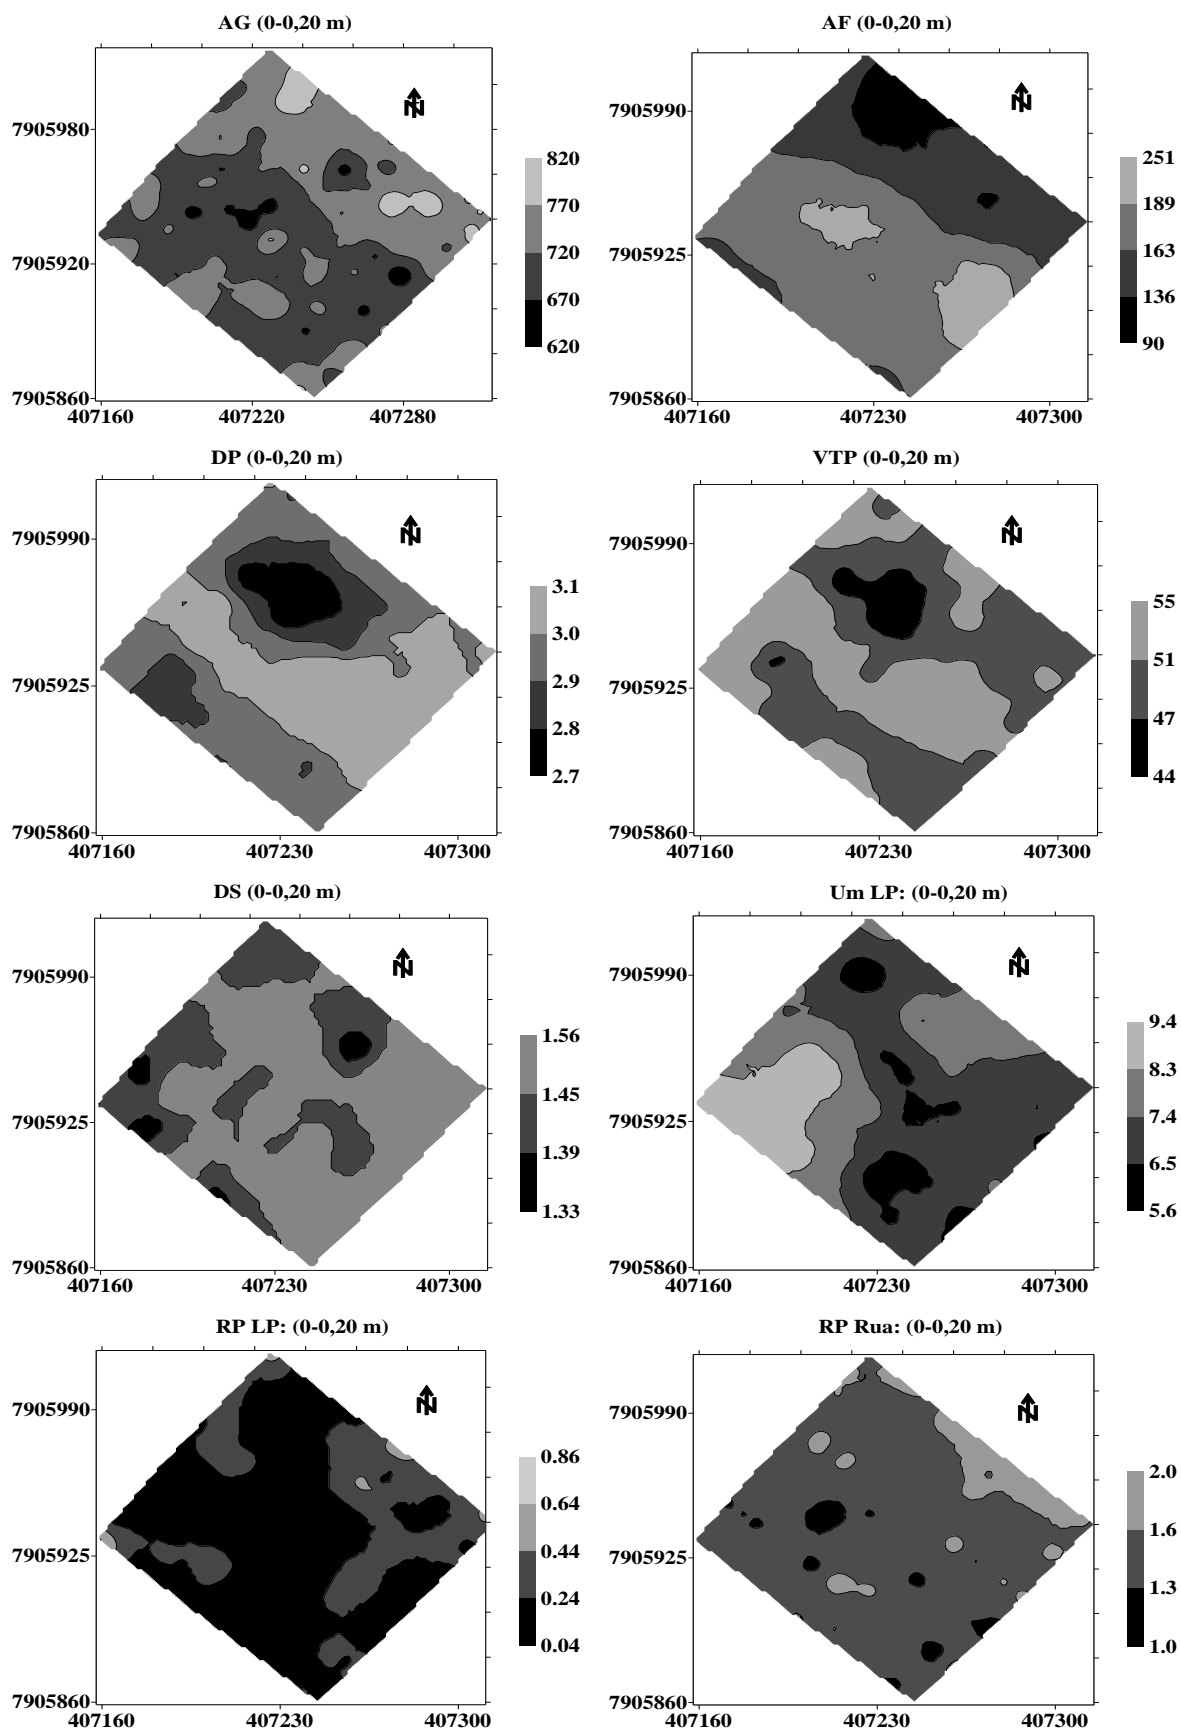 AG (0-0,20 m)
7905980
7905920
7905860
407160 407220 407280
N
820
770
720
670
620
AF (0-0,20 m)
7905990
7905925
7905860
407160 407230 407300
N
251
189
163
136
90
DP (0-0,20 m)
7905990
7905925
7905860
407160 407230 407300
N
3.1
3.0
2.9
2.8
2.7
VTP (0-0,20 m)
7905990
7905925
7905860
407160 407230 407300
N
55
51
47
44
DS (0-0,20 m)
7905990
7905925
7905860
407160 407230 407300
N
1.56
1.45
1.39
1.33
Um LP: (0-0,20 m)
7905990
7905925
7905860
407160 407230 407300
N
9.4
8.3
7.4
6.5
5.6
RP LP: (0-0,20 m)
7905990
7905925
7905860
407160 407230 407300
N
0.86
0.64
0.44
0.24
0.04
RP Rua: (0-0,20 m)
7905990
7905925
7905860
407160 407230 407300
N
2.0
1.6
1.3
1.0